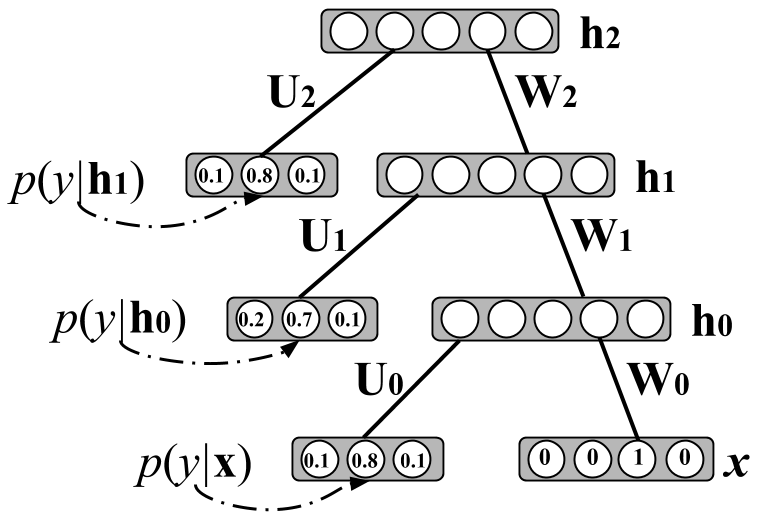 h2
U2 W2
p(y|h1) 0.1 0.8 0.1 h1
U1 W1
p(y|h0) 0.2 0.7 0.1 h0
U0 W0
p(y|x) 0.1 0.8 0.1 0 0 1 0 x